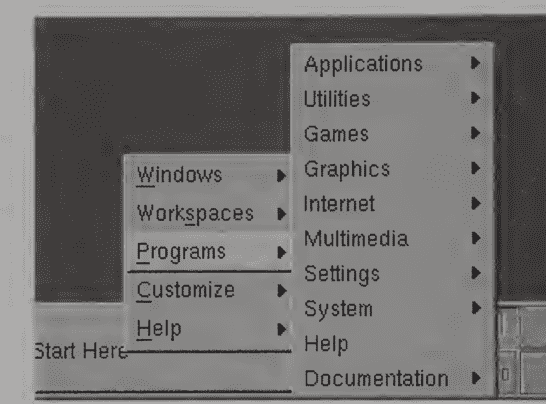 Applications
Utilities
Games
Graphics
Internet
Multimedia
Settings
System
Help
Documentation
Windows
Workspaces
Programs
Customize
Help
Start Here